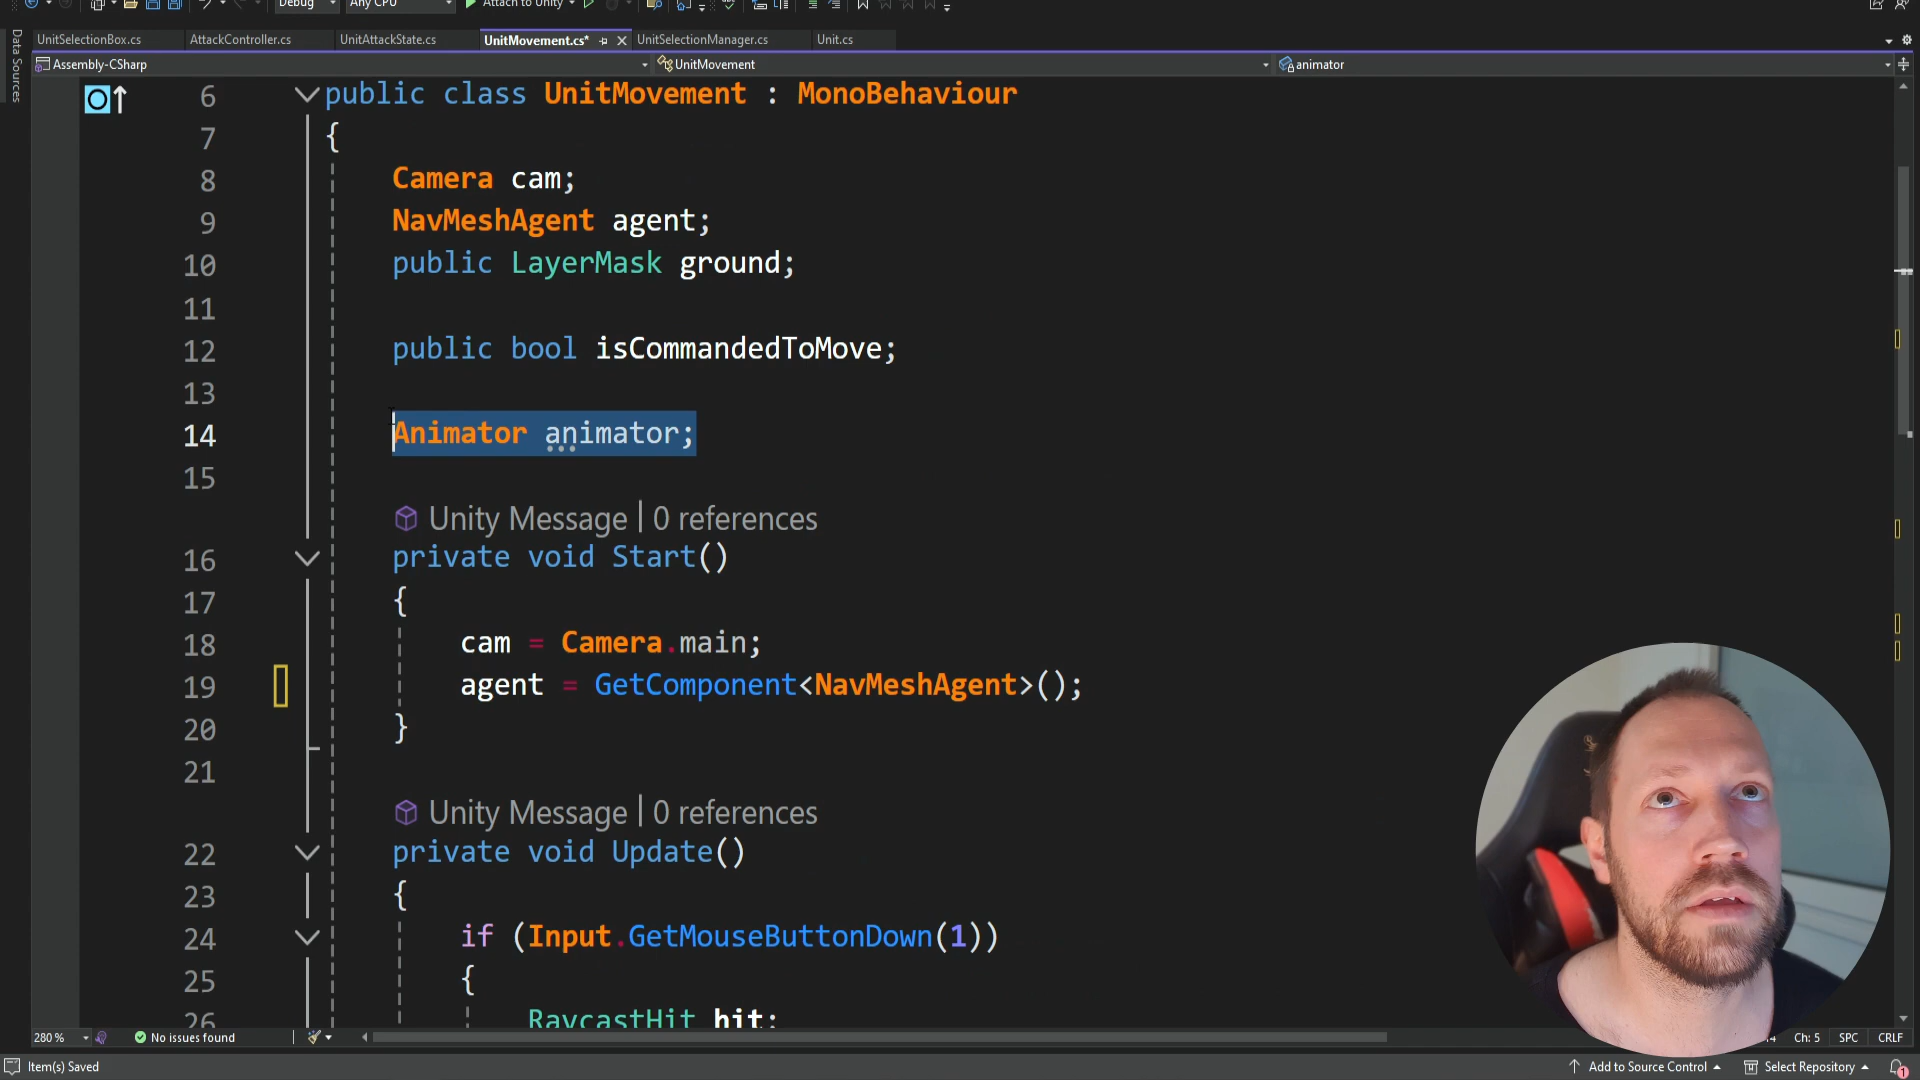 Debug
Any CPU
Attach to Unity
Data Sources
UnitSelectionBox.cs
AttackController.cs
UnitAttackState.cs
UnitMovement.cs*
UnitSelectionManager.cs
Unit.cs
Assembly-CSharp
UnitMovement
animator
6 public class UnitMovement : MonoBehaviour
7 {
8 Camera cam;
9 NavMeshAgent agent;
10 public LayerMask ground;
11
12 public bool isCommandedToMove;
13
14 Animator animator;
15
Unity Message | 0 references
16 private void Start()
17 {
18 cam = Camera.main;
19 agent = GetComponent<NavMeshAgent>();
20 }
21
Unity Message | 0 references
22 private void Update()
23 {
24 if (Input.GetMouseButtonDown(1))
25 {
26 RaycastHit hit;
280 %
No issues found
Ch: 5
SPC
CRLF
Item(s) Saved
Add to Source Control
Select Repository
1